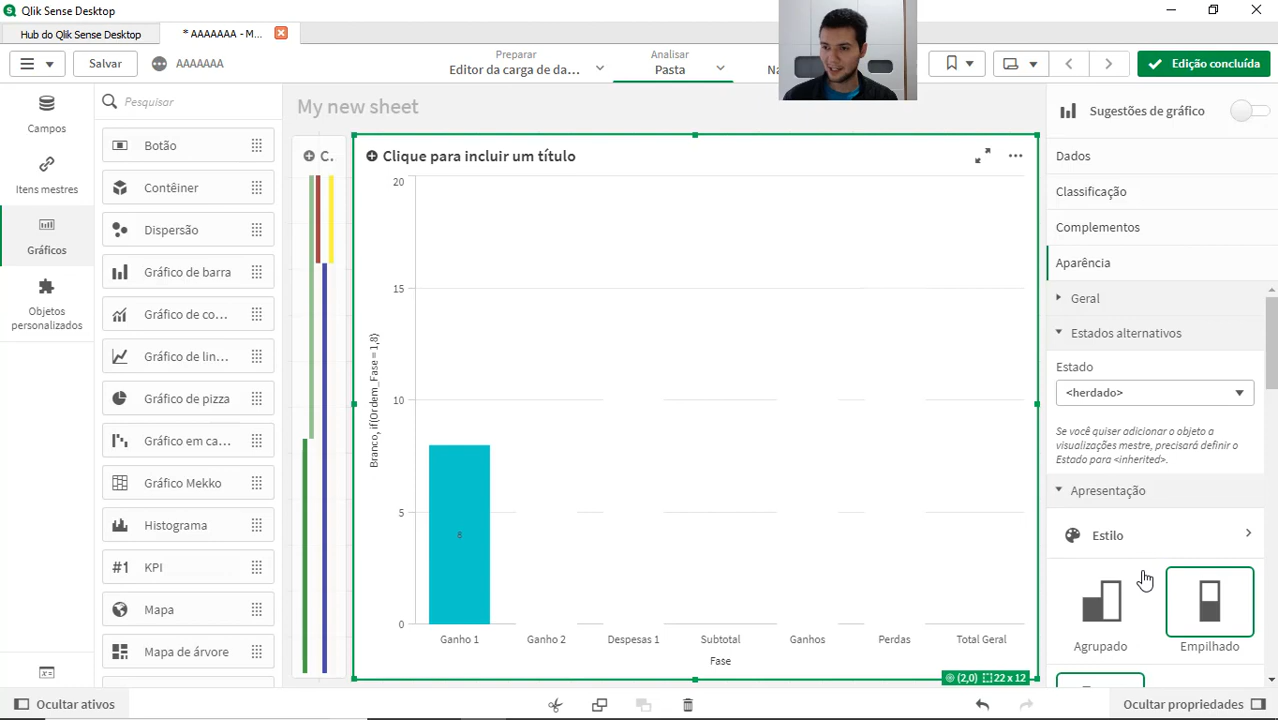 Qlik Sense Desktop
Hub do Qlik Sense Desktop
* AAAAAAA - M...
Salvar
AAAAAAA
Preparar
Editor da carga de da...
Analisar
Pasta
Edição concluída
Campos
Itens mestres
Gráficos
Objetos
personalizados
Pesquisar
Botão
Contêiner
Dispersão
Gráfico de barra
Gráfico de co...
Gráfico de lin...
Gráfico de pizza
Gráfico em ca...
Gráfico Mekko
Histograma
#1 KPI
Mapa
Mapa de árvore
My new sheet
C.
Clique para incluir um título
20
15
10
5
0
Branco, if(Ordem_Fase = 1,8)
8
Ganho 1
Ganho 2
Despesas 1
Subtotal
Ganhos
Perdas
Total Geral
Fase
(2,0) 22 x 12
Sugestões de gráfico
Dados
Classificação
Complementos
Aparência
Geral
Estados alternativos
Estado
<herdado>
Se você quiser adicionar o objeto a
visualizações mestre, precisará definir o
Estado para <inherited>.
Apresentação
Estilo
Agrupado
Empilhado
Ocultar ativos
Ocultar propriedades